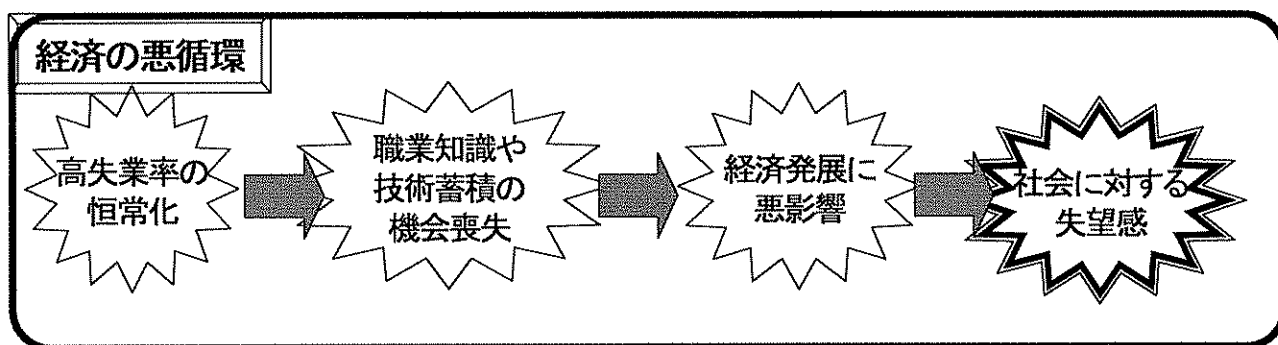 経済の悪循環
高失業率の
恒常化
職業知識や
技術蓄積の
機会喪失
経済発展に
悪影響
社会に対する
失望感